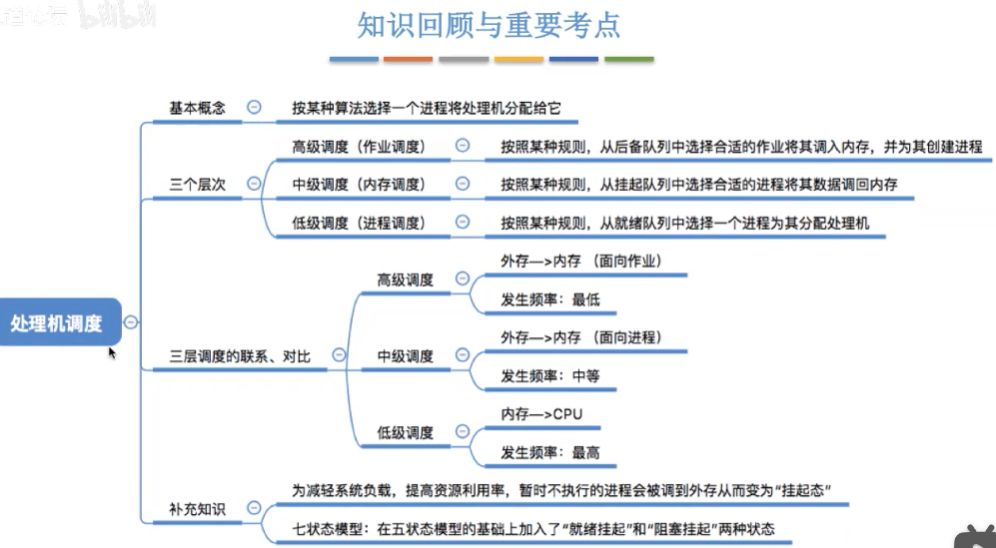 bilibili
知识回顾与重要考点
基本概念
按某种算法选择一个进程将处理机分配给它
三个层次
高级调度（作业调度）
按照某种规则，从后备队列中选择合适的作业将其调入内存，并为其创建进程
中级调度（内存调度）
按照某种规则，从挂起队列中选择合适的进程将其数据调回内存
低级调度（进程调度）
按照某种规则，从就绪队列中选择一个进程为其分配处理机
处理机调度
三层调度的联系、对比
高级调度
外存—>内存 （面向作业）
发生频率：最低
中级调度
外存—>内存 （面向进程）
发生频率：中等
低级调度
内存—>CPU
发生频率：最高
补充知识
为减轻系统负载，提高资源利用率，暂时不执行的进程会被调到外存从而变为“挂起态”
七状态模型：在五状态模型的基础上加入了“就绪挂起”和“阻塞挂起”两种状态